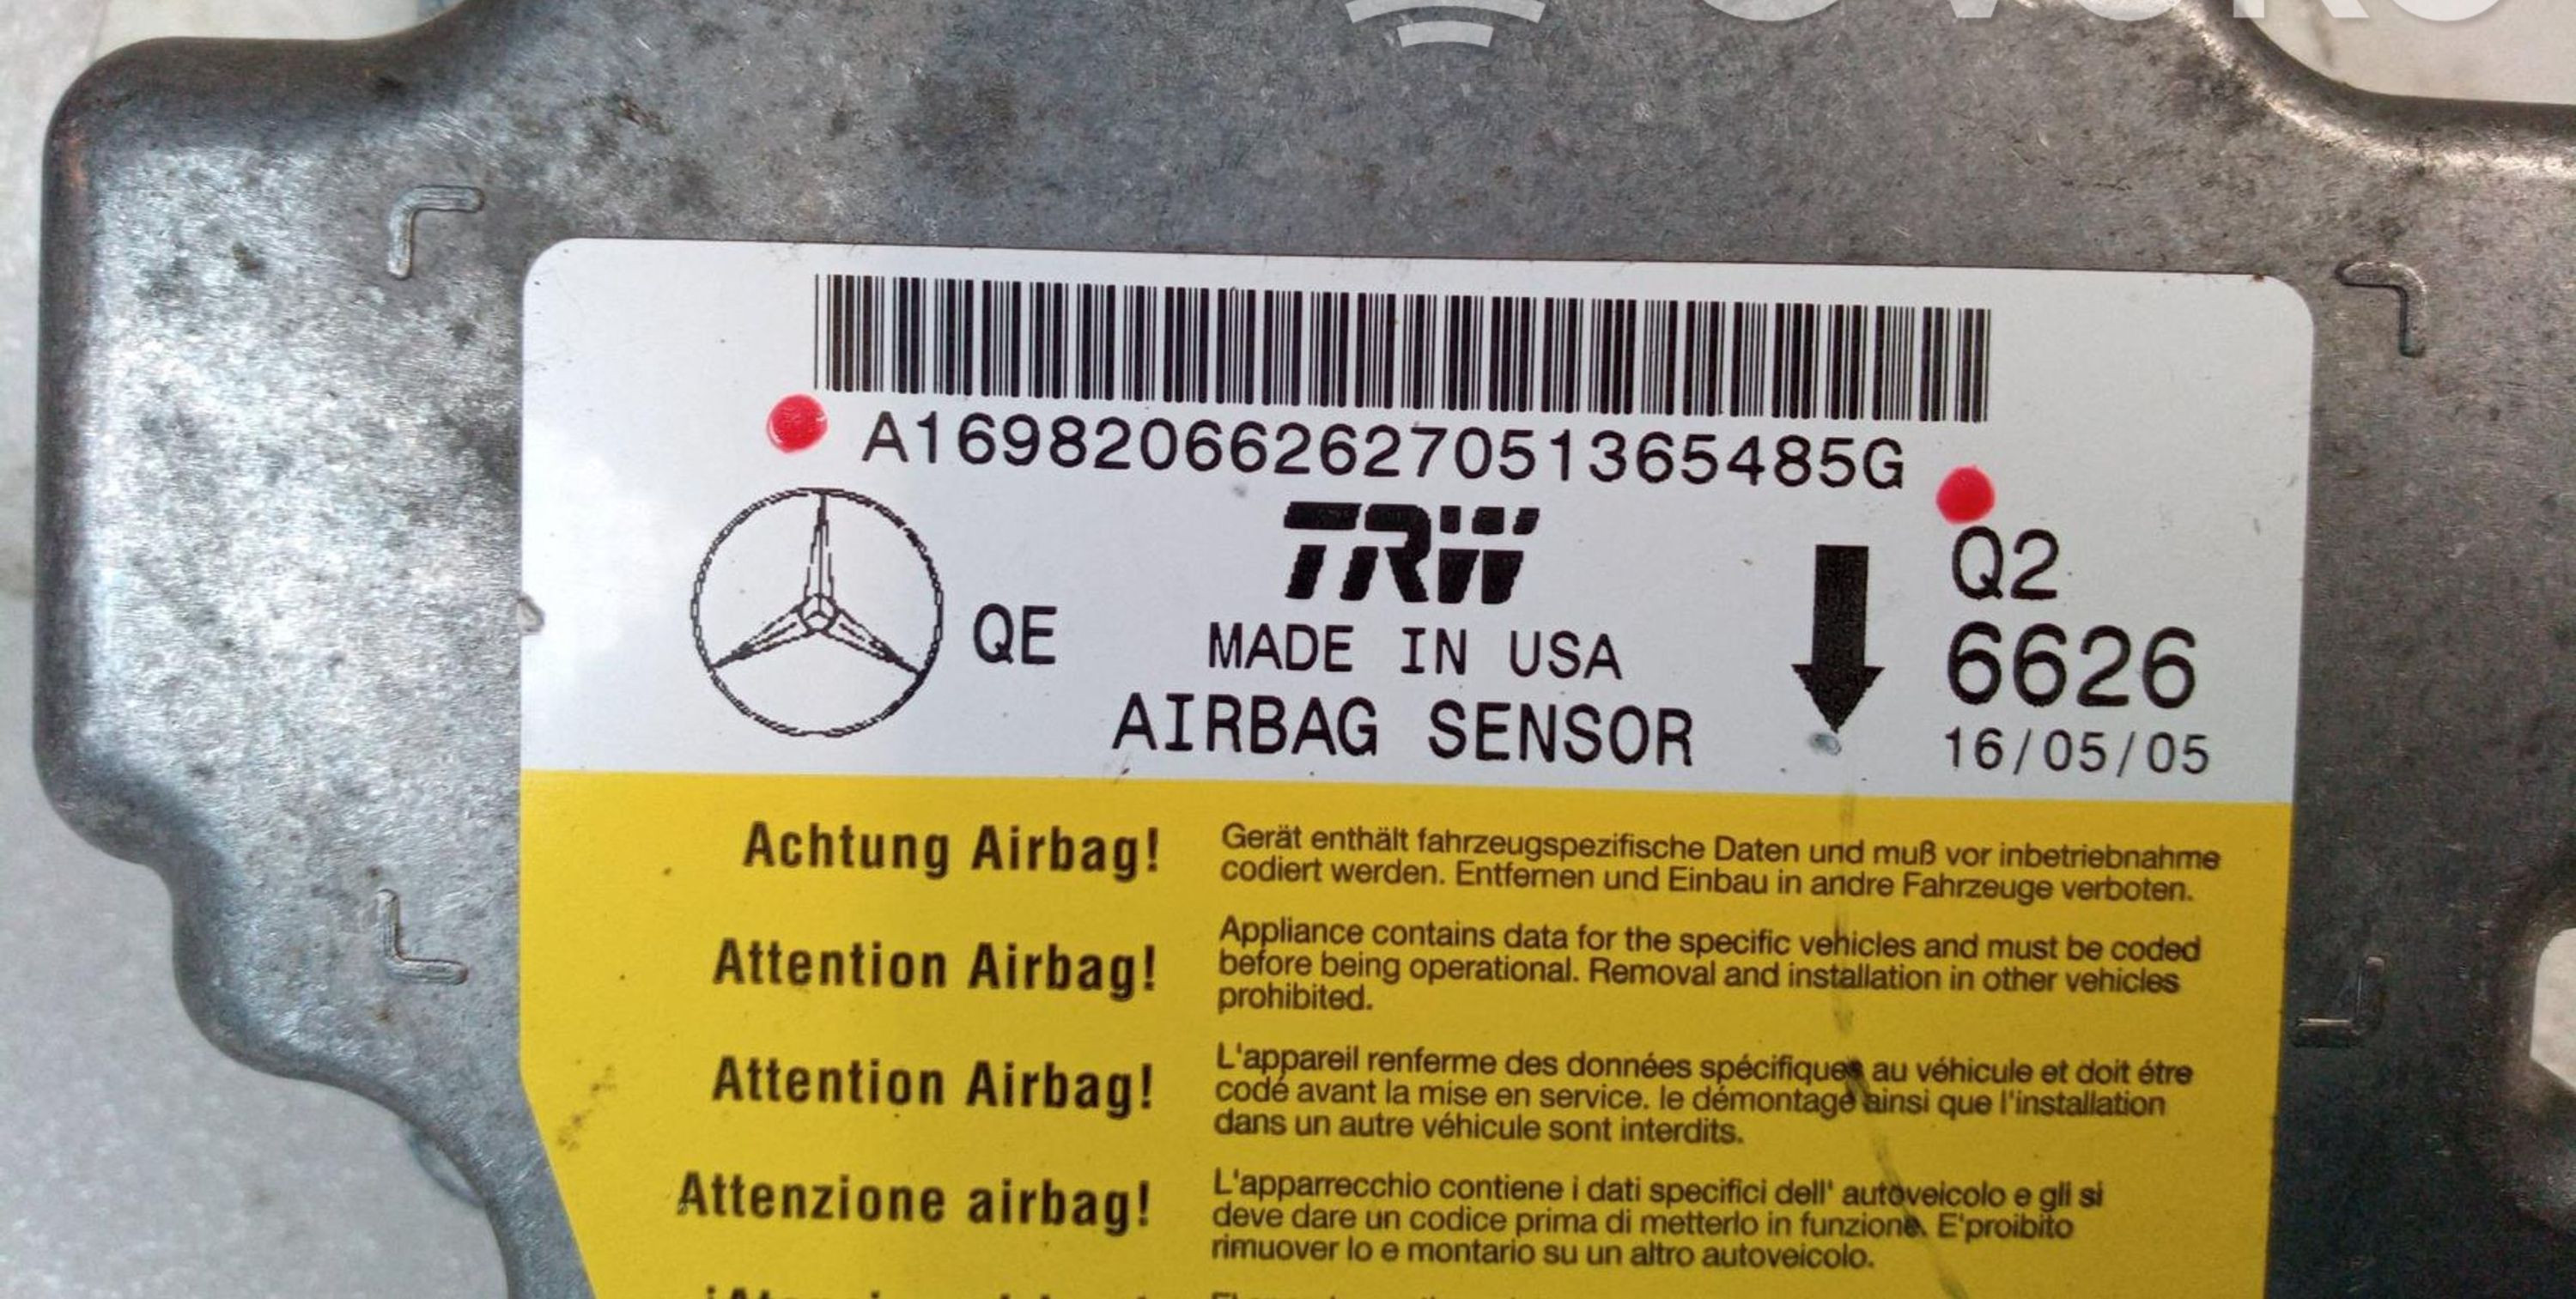 A169820662627051365485G
TRW
Q2
QE
MADE IN USA
6626
AIRBAG SENSOR
16/05/05
Achtung Airbag!
Gerät enthält fahrzeugspezifische Daten und muß vor inbetriebnahme
codiert werden. Entfernen und Einbau in andre Fahrzeuge verboten.
Attention Airbag!
Appliance contains data for the specific vehicles and must be coded
before being operational. Removal and installation in other vehicles
prohibited.
Attention Airbag!
L'appareil renferme des données spécifiques au véhicule et doit étre
codé avant la mise en service. le démontage ainsi que l'installation
dans un autre véhicule sont interdits.
Attenzione airbag!
L'apparrecchio contiene i dati specifici dell' autoveicolo e gli si
deve dare un codice prima di metterlo in funzione. E'proibito
rimuover lo e montario su un altro autoveicolo.